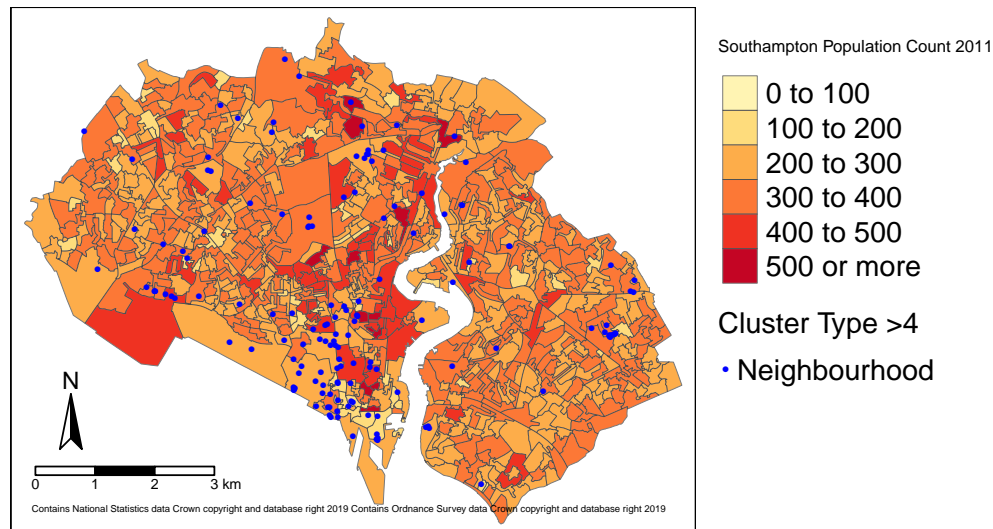 Southampton Population Count 2011
0 to 100
100 to 200
200 to 300
300 to 400
400 to 500
500 or more
Cluster Type >4
Neighbourhood
N
0 1 2 3 km
Contains National Statistics data Crown copyright and database right 2019 Contains Ordnance Survey data Crown copyright and database right 2019